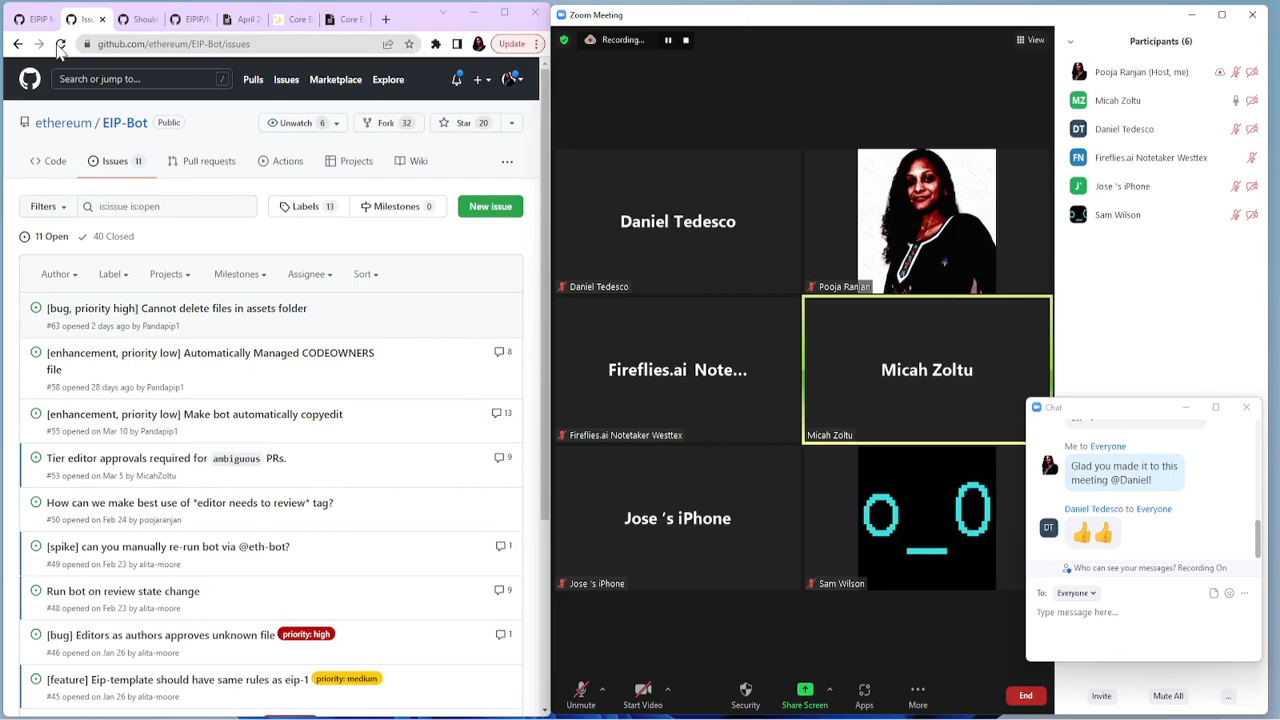 EIP N
Iss
Should
EIPIP/M
April 2
Core E
Core E
github.com/ethereum/EIP-Bot/issues
Update
Search or jump to...
/
Pulls
Issues
Marketplace
Explore
ethereum / EIP-Bot
Public
Unwatch 6
Fork 32
Star 20
Code
Issues 11
Pull requests
Actions
Projects
Wiki
Filters
is:issue is:open
Labels 13
Milestones 0
New issue
11 Open
40 Closed
Author
Label
Projects
Milestones
Assignee
Sort
[bug, priority high] Cannot delete files in assets folder
#63 opened 2 days ago by Pandapip1
[enhancement, priority low] Automatically Managed CODEOWNERS
file
8
#58 opened 28 days ago by Pandapip1
[enhancement, priority low] Make bot automatically copyedit
13
#55 opened on Mar 10 by Pandapip1
Tier editor approvals required for ambiguous PRs.
9
#53 opened on Mar 5 by MicahZoltu
How can we make best use of *editor needs to review* tag?
#50 opened on Feb 24 by poojaranjan
[spike] can you manually re-run bot via @eth-bot?
1
#49 opened on Feb 23 by alita-moore
Run bot on review state change
9
#48 opened on Feb 23 by alita-moore
[bug] Editors as authors approves unknown file priority: high
1
#46 opened on Jan 26 by alita-moore
[feature] Eip-template should have same rules as eip-1 priority: medium
#45 opened on Jan 26 by alita-moore
Zoom Meeting
Recording...
View
Daniel Tedesco
Daniel Tedesco
Pooja Ranjan
Fireflies.ai Note...
Fireflies.ai Notetaker Westtex
Micah Zoltu
Micah Zoltu
Jose 's iPhone
Jose 's iPhone
Sam Wilson
Unmute
Start Video
Security
Share Screen
Apps
More
End
Participants (6)
Pooja Ranjan (Host, me)
MZ
Micah Zoltu
DT
Daniel Tedesco
FN
Fireflies.ai Notetaker Westtex
J'
Jose 's iPhone
Sam Wilson
Chat
Me to Everyone
Glad you made it to this
meeting @Daniel!
Daniel Tedesco to Everyone
DT
👍👍
Who can see your messages? Recording On
To: Everyone
Type message here...
Invite
Mute All
...